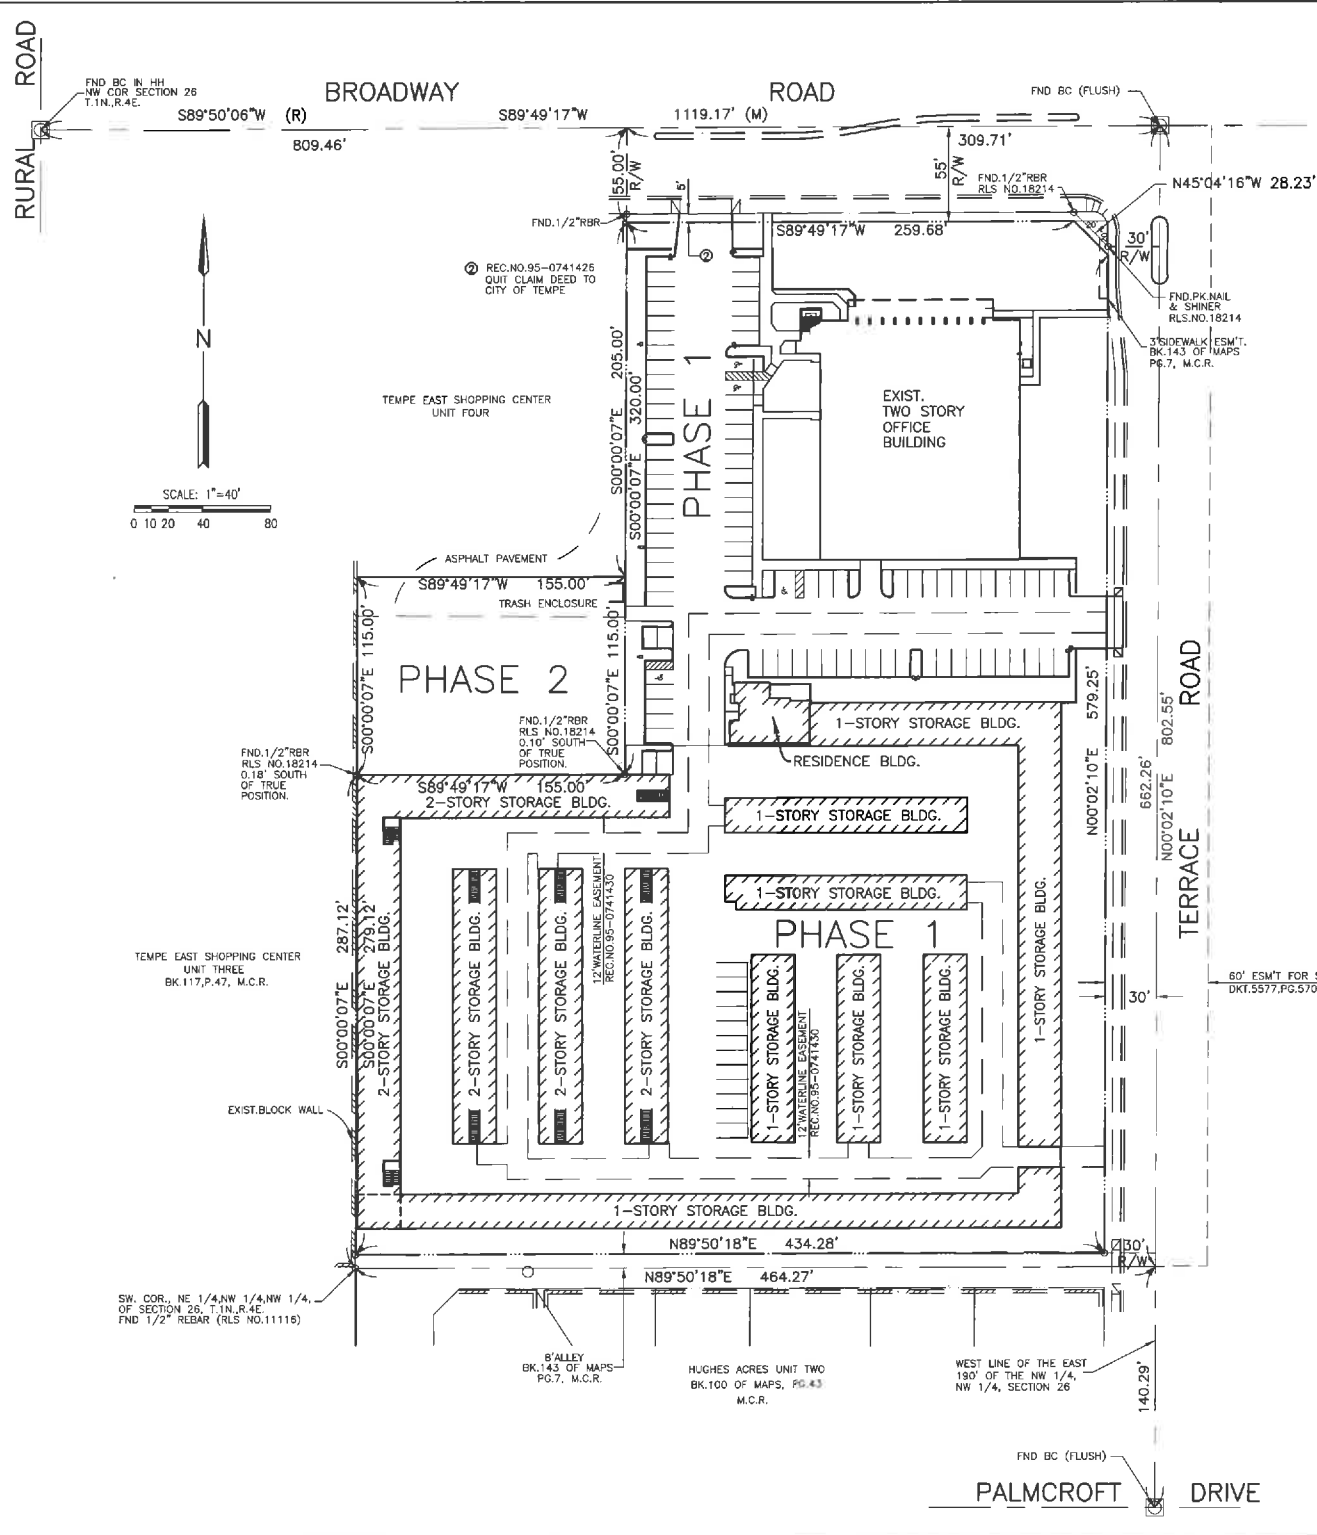 RURAL ROAD
FND BC IN HH
NW COR SECTION 26
T.1N.,R.4E.
BROADWAY ROAD
S89°50'06"W (R)
809.46'
S89°49'17"W 1119.17' (M)
309.71'
FND BC (FLUSH)
55.00'
R/W
5'
55'
R/W
FND.1/2"RBR
RLS NO.18214
N45°04'16"W 28.23'
FND.1/2"RBR
S89°49'17"W 259.68'
30'
R/W
② REC.NO.95-0741426
QUIT CLAIM DEED TO
CITY OF TEMPE
②
FND.PK.NAIL
& SHINER
RLS.NO.18214
3'SIDEWALK ESM'T.
BK.143 OF MAPS
PG.7, M.C.R.
N
SCALE: 1"=40'
0 10 20 40 80
TEMPE EAST SHOPPING CENTER
UNIT FOUR
S00°00'07"E 205.00'
S00°00'07"E 320.00'
PHASE 1
EXIST.
TWO STORY
OFFICE
BUILDING
ASPHALT PAVEMENT
S89°49'17"W 155.00'
TRASH ENCLOSURE
S00°00'07"E 115.00'
PHASE 2
S00°00'07"E 115.00'
FND.1/2"RBR
RLS NO.18214
0.10' SOUTH
OF TRUE
POSITION.
FND.1/2"RBR
RLS NO.18214
0.18' SOUTH
OF TRUE
POSITION.
1-STORY STORAGE BLDG.
RESIDENCE BLDG.
S89°49'17"W 155.00'
2-STORY STORAGE BLDG.
1-STORY STORAGE BLDG.
1-STORY STORAGE BLDG.
PHASE 1
N00°02'10"E 579.25'
662.26'
N00°02'10"E 802.55'
TERRACE ROAD
12'WATERLINE EASEMENT
REC.NO.95-0741430
S00°00'07"E 287.12'
S00°00'07"E 279.12'
2-STORY STORAGE BLDG.
2-STORY STORAGE BLDG.
2-STORY STORAGE BLDG.
2-STORY STORAGE BLDG.
1-STORY STORAGE BLDG.
12'WATERLINE EASEMENT
REC.NO.95-0741430
1-STORY STORAGE BLDG.
1-STORY STORAGE BLDG.
1-STORY STORAGE BLDG.
TEMPE EAST SHOPPING CENTER
UNIT THREE
BK.117,P.47, M.C.R.
60' ESM'T FOR
DKT.5577,PG.570
30'
EXIST.BLOCK WALL
1-STORY STORAGE BLDG.
N89°50'18"E 434.28'
30'
R/W
N89°50'18"E 464.27'
SW. COR., NE 1/4,NW 1/4,NW 1/4,
OF SECTION 26, T.1N.,R.4E.
FND 1/2" REBAR (RLS NO.11116)
8'ALLEY
BK.143 OF MAPS
PG.7, M.C.R.
HUGHES ACRES UNIT TWO
BK.100 OF MAPS, PG.43
M.C.R.
WEST LINE OF THE EAST
190' OF THE NW 1/4,
NW 1/4, SECTION 26
140.29'
FND BC (FLUSH)
PALMCROFT DRIVE